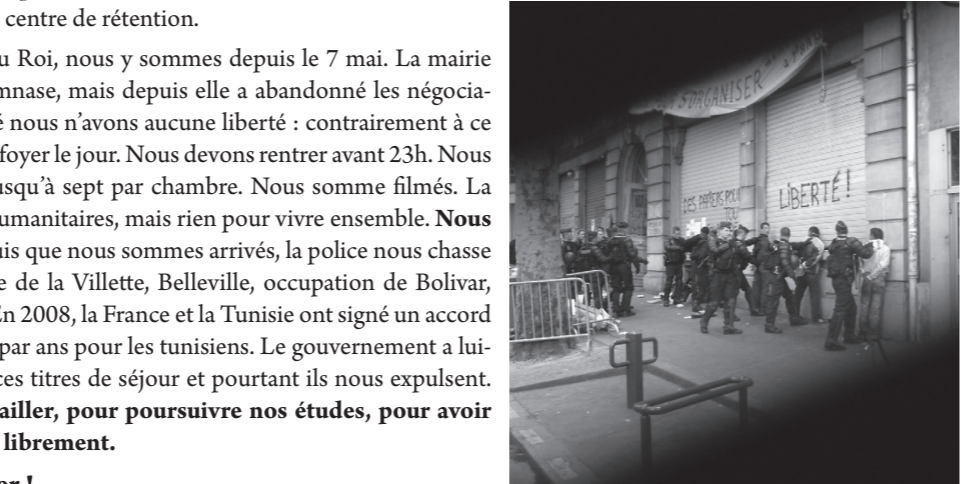 centre de rétention.
u Roi, nous y sommes depuis le 7 mai. La mairie
mnase, mais depuis elle a abandonné les négocia-
é nous n’avons aucune liberté : contrairement à ce
foyer le jour. Nous devons rentrer avant 23h. Nous
usqu’à sept par chambre. Nous somme filmés. La
umanitaires, mais rien pour vivre ensemble. Nous
uis que nous sommes arrivés, la police nous chasse
e de la Villette, Belleville, occupation de Bolivar,
En 2008, la France et la Tunisie ont signé un accord
par ans pour les tunisiens. Le gouvernement a lui-
ces titres de séjour et pourtant ils nous expulsent.
ailler, pour poursuivre nos études, pour avoir
librement.
er !
S'ORGANISER
DES PAPIERS POUR
TOU
LIBERTÉ !